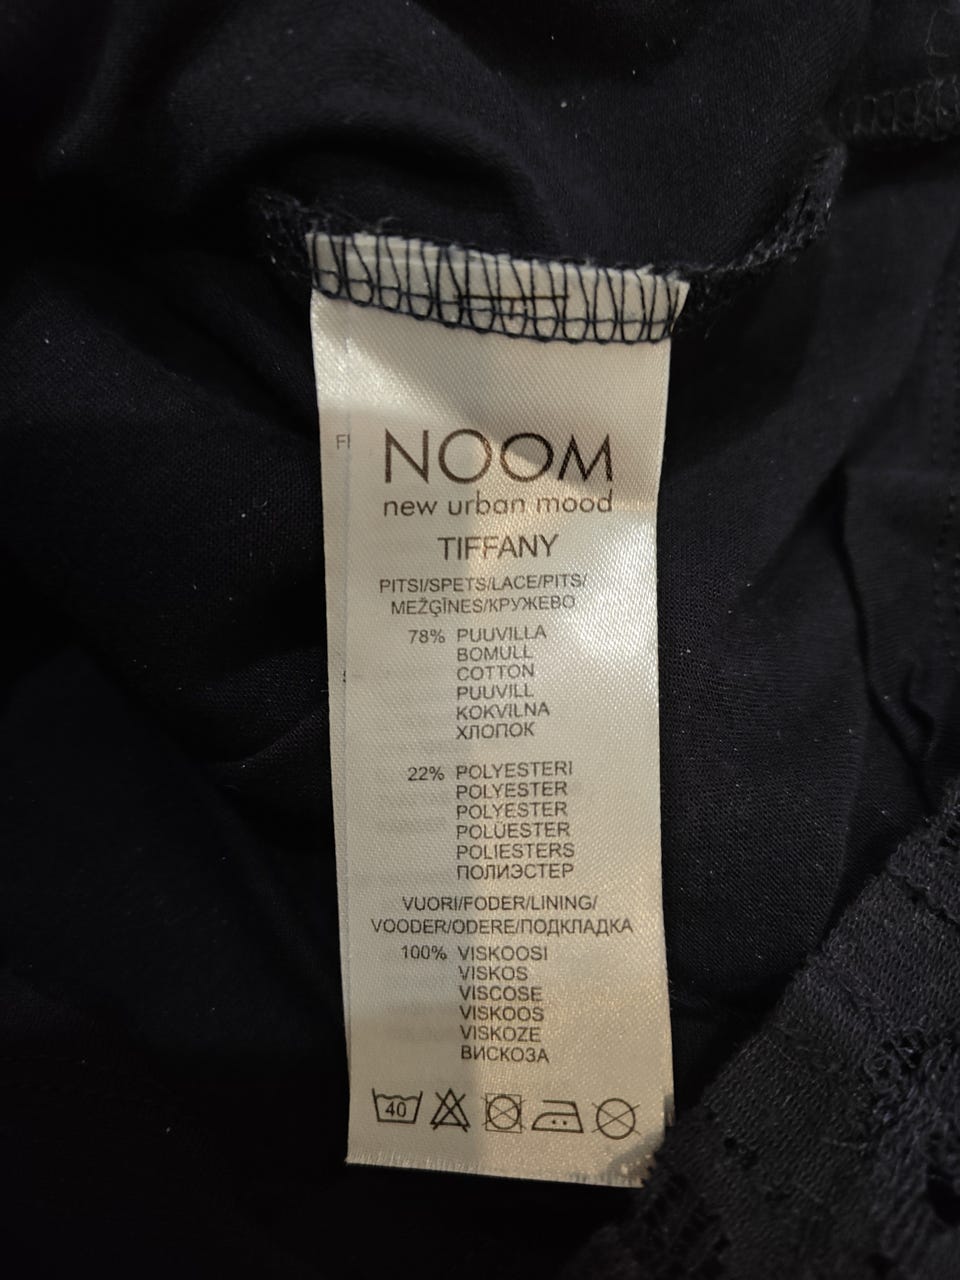 FI
NOOM
new urban mood
TIFFANY
PITSI/SPETS/LACE/PITS/
MEŽĢĪNES/КРУЖЕВО
78% PUUVILLA
BOMULL
COTTON
PUUVILL
KOKVILNA
ХЛОПОК
22% POLYESTERI
POLYESTER
POLYESTER
POLÜESTER
POLIESTERS
ПОЛИЭСТЕР
VUORI/FODER/LINING/
VOODER/ODERE/ПОДКЛАДКА
100% VISKOOSI
VISKOS
VISCOSE
VISKOOS
VISKOZE
ВИСКОЗА
40